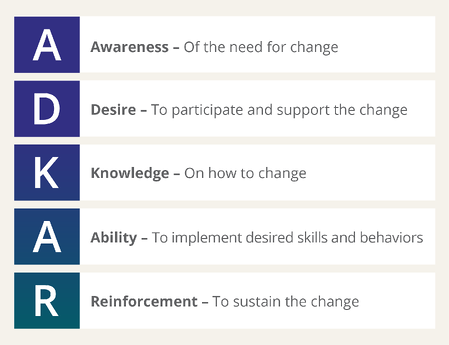 A
Awareness – Of the need for change
D
Desire – To participate and support the change
K
Knowledge – On how to change
A
Ability – To implement desired skills and behaviors
R
Reinforcement – To sustain the change